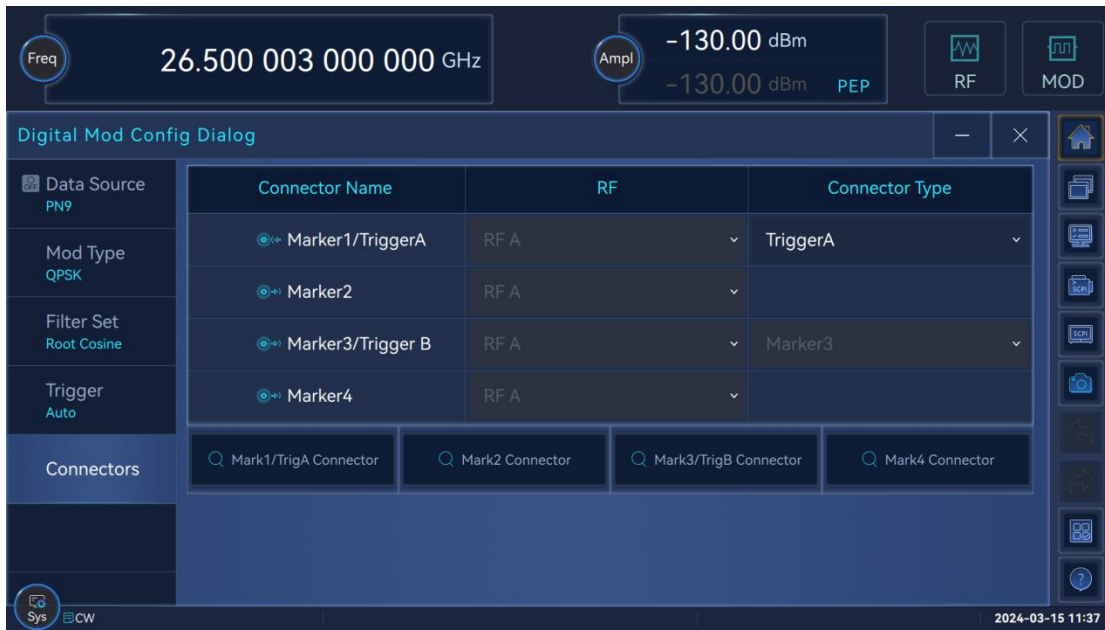 Freq
26.500 003 000 000 GHz
Ampl
-130.00 dBm
-130.00 dBm PEP
RF
MOD
Digital Mod Config Dialog
Data Source
OFF
PN9
Mod Type
QPSK
Filter Set
Root Cosine
Trigger
Auto
Connectors
Connector Name RF Connector Type
Marker1/TriggerA RF A TriggerA
Marker2 RF A
Marker3/Trigger B RF A Marker3
Marker4 RF A
Mark1/TrigA Connector Mark2 Connector Mark3/TrigB Connector Mark4 Connector
SCPI
SCPI
?
Sys
CW
2024-03-15 11:37